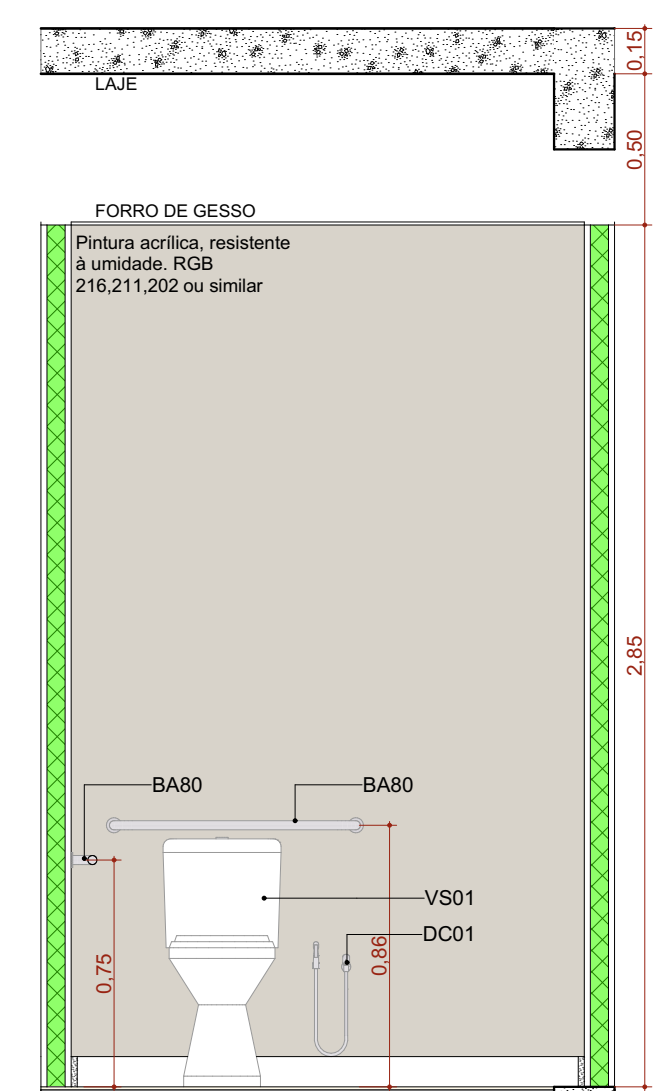 0,15
LAJE
0,50
FORRO DE GESSO
Pintura acrílica, resistente
à umidade. RGB
216,211,202 ou similar
2,85
BA80
BA80
VS01
DC01
0,86
0,75